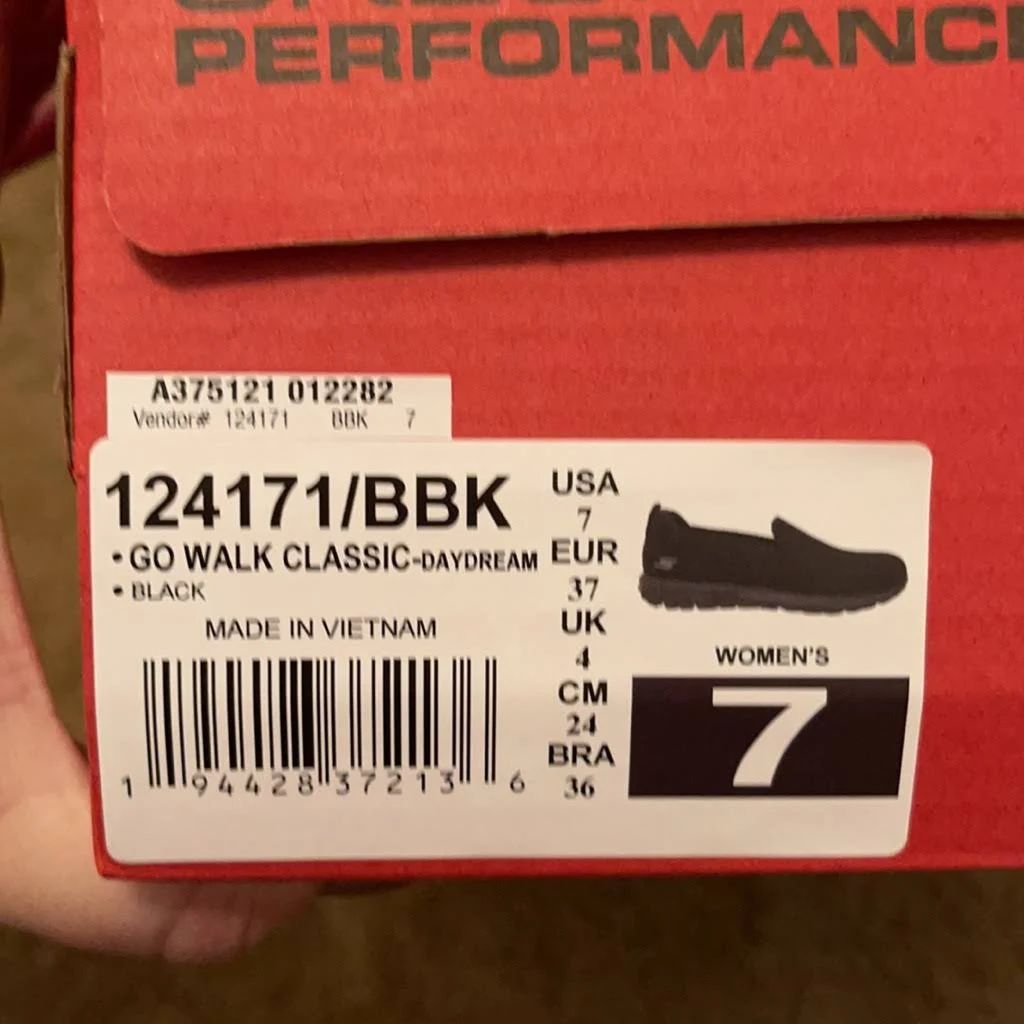 PERFORMANC
A375121 012282
Vendor# 124171 BBK 7
124171/BBK
• GO WALK CLASSIC-DAYDREAM
• BLACK
MADE IN VIETNAM
1 94428 37213 6
USA
7
EUR
37
UK
4
CM
24
BRA
36
WOMEN'S
7